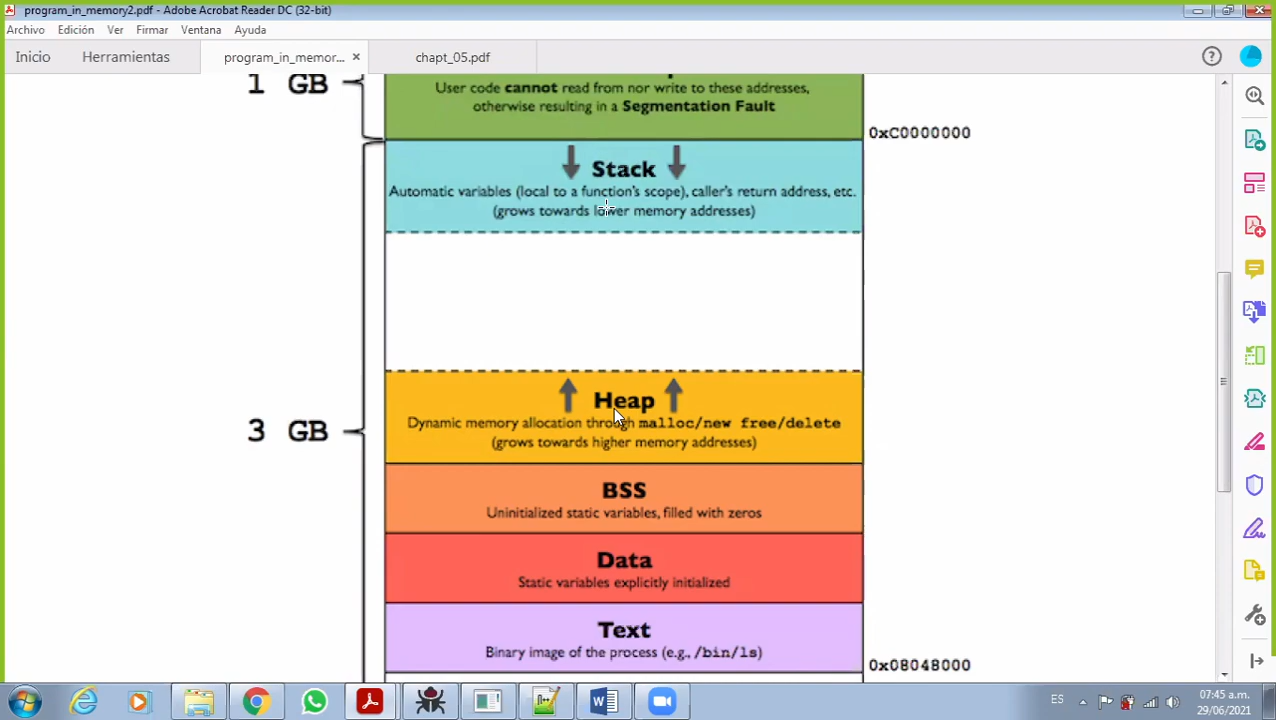 program_in_memory2.pdf - Adobe Acrobat Reader DC (32-bit)
Archivo Edición Ver Firmar Ventana Ayuda
Inicio Herramientas program_in_memor... × chapt_05.pdf
1 GB
User code cannot read from nor write to these addresses,
otherwise resulting in a Segmentation Fault
0xC0000000
Stack
Automatic variables (local to a function's scope), caller's return address, etc.
(grows towards lower memory addresses)
Heap
Dynamic memory allocation through malloc/new free/delete
(grows towards higher memory addresses)
3 GB
BSS
Uninitialized static variables, filled with zeros
Data
Static variables explicitly initialized
Text
Binary image of the process (e.g., /bin/ls)
0x08048000
ES
07:45 a.m.
29/06/2021